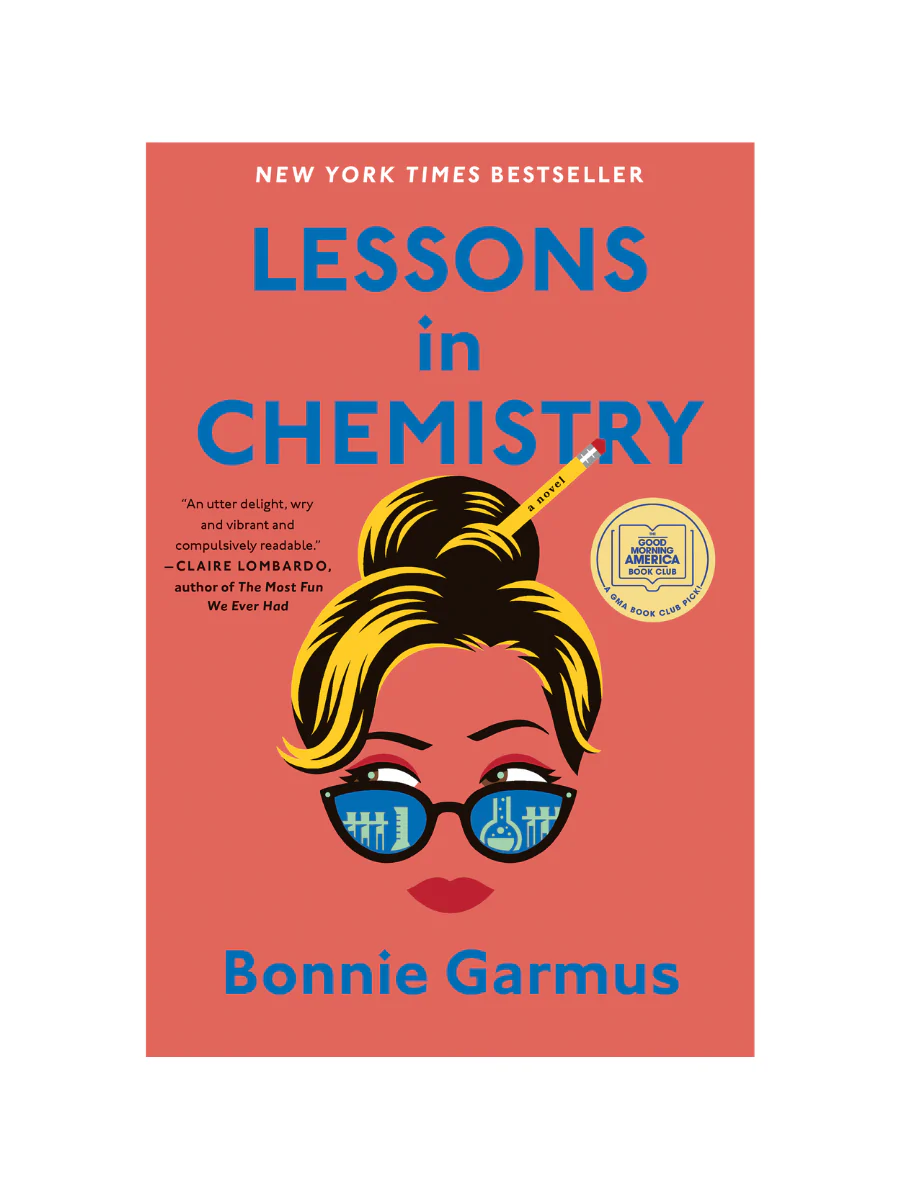 NEW YORK TIMES BESTSELLER
LESSONS
in
CHEMISTRY
a novel
“An utter delight, wry
and vibrant and
compulsively readable.”
—CLAIRE LOMBARDO,
author of The Most Fun
We Ever Had
THE
GOOD
MORNING
AMERICA
BOOK CLUB
A GMA BOOK CLUB PICK!
Bonnie Garmus